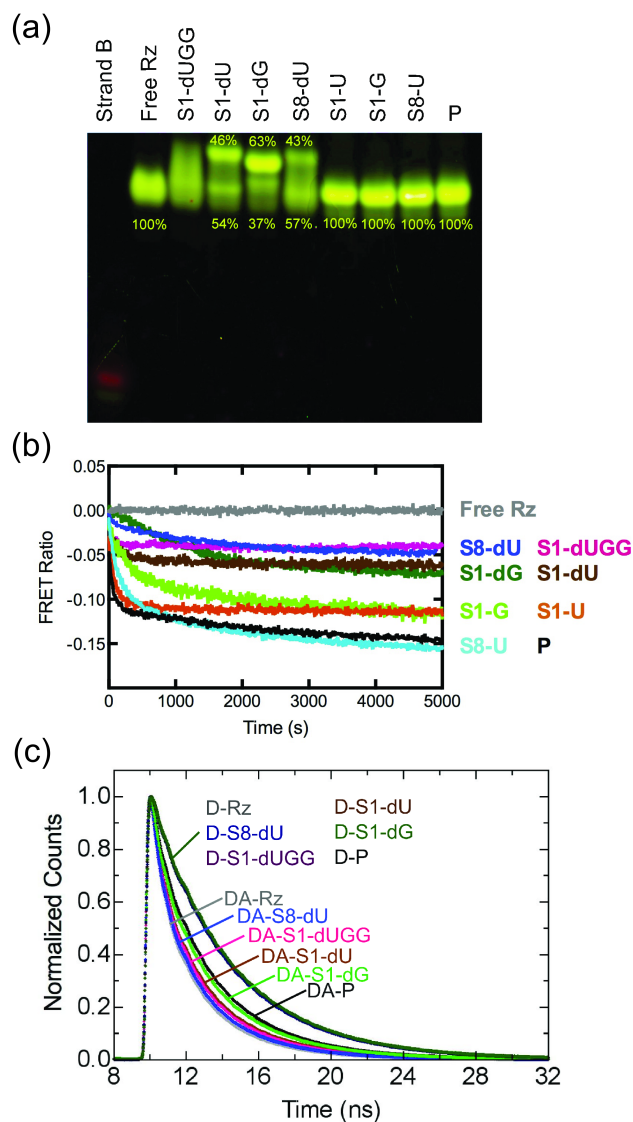 (a)
Strand B
Free Rz
S1-dUGG
S1-dU
S1-dG
S8-dU
S1-U
S1-G
S8-U
P
46% 63% 43%
100% 54% 37% 57% 100% 100% 100% 100%
(b)
0.05
0.00
-0.05
-0.10
-0.15
FRET Ratio
0 1000 2000 3000 4000 5000
Time (s)
Free Rz
S8-dU S1-dUGG
S1-dG S1-dU
S1-G S1-U
S8-U P
(c)
1.0
0.8
0.6
0.4
0.2
0.0
Normalized Counts
D-Rz D-S1-dU
D-S8-dU D-S1-dG
D-S1-dUGG D-P
DA-Rz
DA-S8-dU
DA-S1-dUGG
DA-S1-dU
DA-S1-dG
DA-P
8 12 16 20 24 28 32
Time (ns)